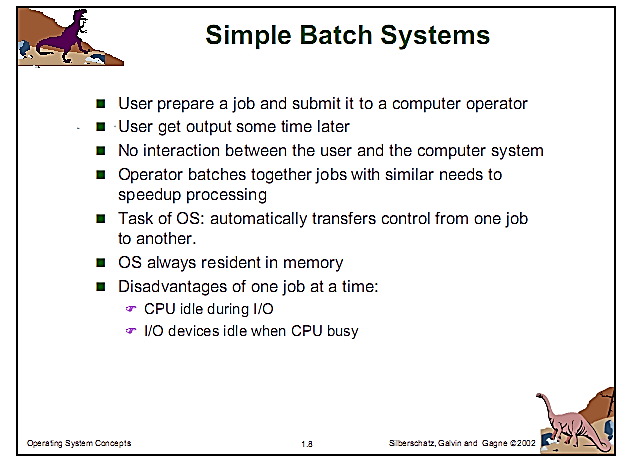 Simple Batch Systems
User prepare a job and submit it to a computer operator
User get output some time later
No interaction between the user and the computer system
Operator batches together jobs with similar needs to
speedup processing
Task of OS: automatically transfers control from one job
to another.
OS always resident in memory
Disadvantages of one job at a time:
CPU idle during I/O
I/O devices idle when CPU busy
Operating System Concepts
1.8
Silberschatz, Galvin and Gagne ©2002